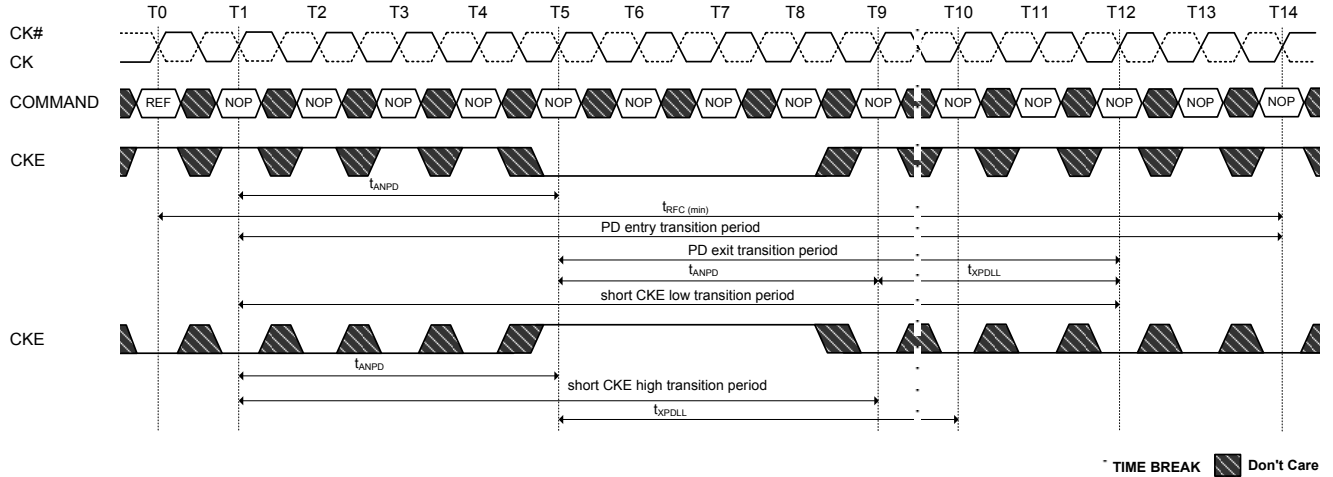 T0 T1 T2 T3 T4 T5 T6 T7 T8 T9 T10 T11 T12 T13 T14
CK#
CK
COMMAND REF NOP NOP NOP NOP NOP NOP NOP NOP NOP NOP NOP NOP NOP NOP
CKE
tANPD
tRFC (min)
PD entry transition period
PD exit transition period
tANPD tXPDLL
short CKE low transition period
CKE
tANPD
short CKE high transition period
tXPDLL
TIME BREAK Don't Care